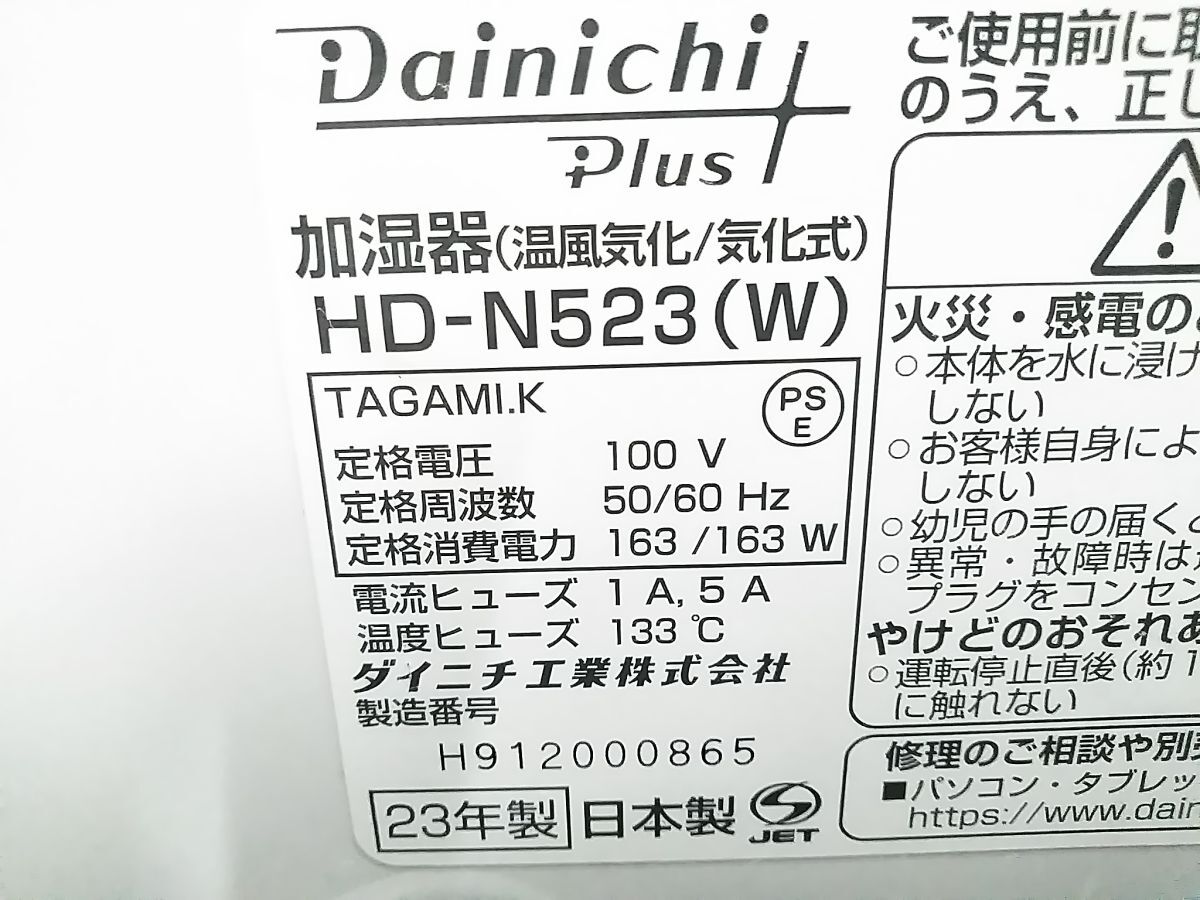 Dainichi
Plus
加湿器(温風気化/気化式)
HD-N523(W)
TAGAMI.K
PS
E
定格電圧 100 V
定格周波数 50/60 Hz
定格消費電力 163 /163 W
電流ヒューズ 1 A, 5 A
温度ヒューズ 133 ℃
ダイニチ工業株式会社
製造番号
H912000865
23年製 日本製 JET
ご使用前に取
のうえ、正し
火災・感電の
○本体を水に浸け
しない
○お客様自身によ
しない
○幼児の手の届くと
○異常・故障時は
プラグをコンセン
やけどのおそれあ
○運転停止直後(約1
に触れない
修理のご相談や別
■パソコン・タブレッ
https://www.dain